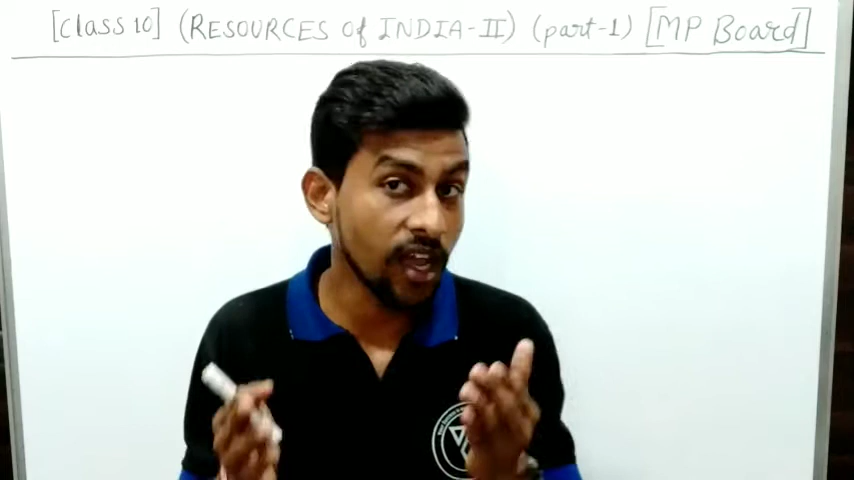 [Class 10] (RESOURCES of INDIA-II) (part-1) [MP Board]